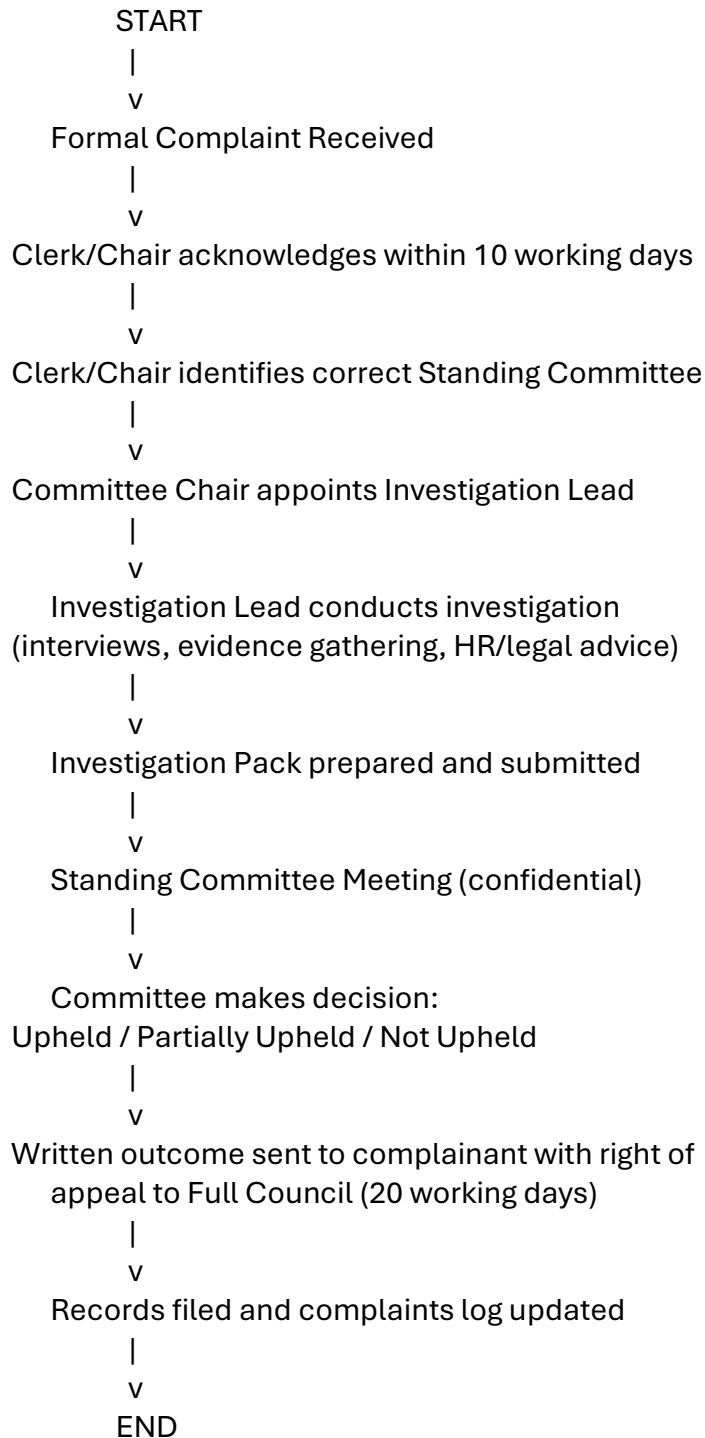 START
|
v
Formal Complaint Received
|
v
Clerk/Chair acknowledges within 10 working days
|
v
Clerk/Chair identifies correct Standing Committee
|
v
Committee Chair appoints Investigation Lead
|
v
Investigation Lead conducts investigation
(interviews, evidence gathering, HR/legal advice)
|
v
Investigation Pack prepared and submitted
|
v
Standing Committee Meeting (confidential)
|
v
Committee makes decision:
Upheld / Partially Upheld / Not Upheld
|
v
Written outcome sent to complainant with right of
appeal to Full Council (20 working days)
|
v
Records filed and complaints log updated
|
v
END